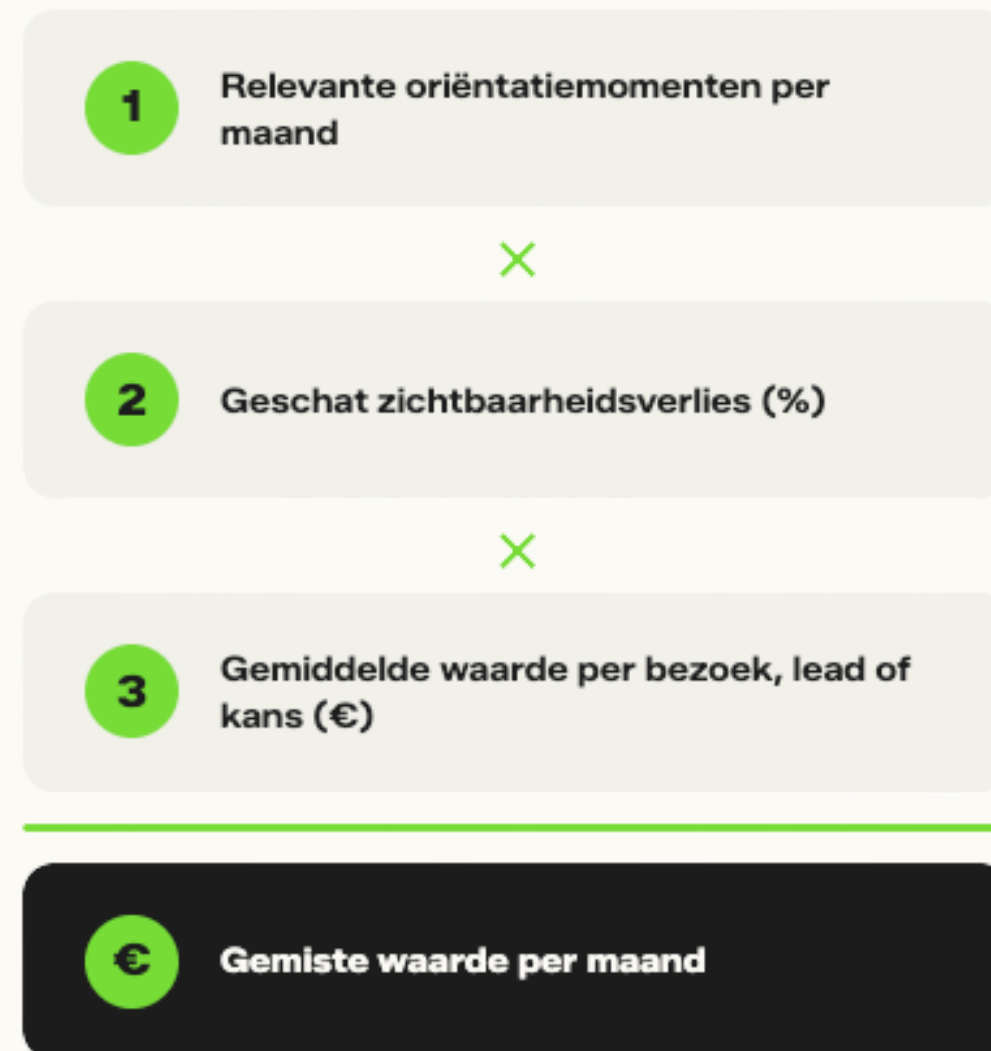 1
Relevante oriëntatiemomenten per
maand
×
2
Geschat zichtbaarheidsverlies (%)
×
3
Gemiddelde waarde per bezoek, lead of
kans (€)
€
Gemiste waarde per maand